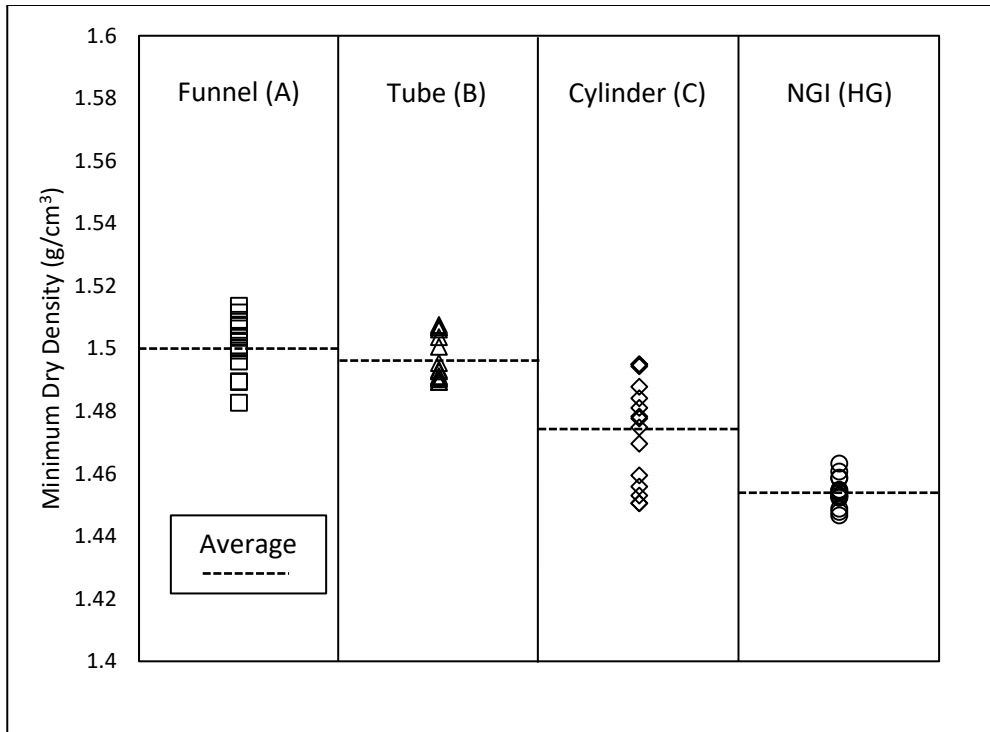 1.6
1.58
1.56
1.54
1.52
1.5
1.48
1.46
1.44
1.42
1.4
Minimum Dry Density (g/cm³)
Funnel (A)
Tube (B)
Cylinder (C)
NGI (HG)
Average